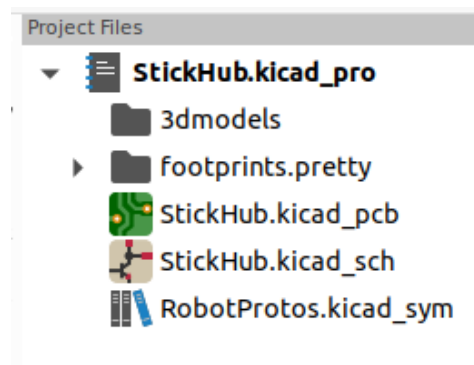 Project Files
StickHub.kicad_pro
3dmodels
footprints.pretty
StickHub.kicad_pcb
StickHub.kicad_sch
RobotProtos.kicad_sym